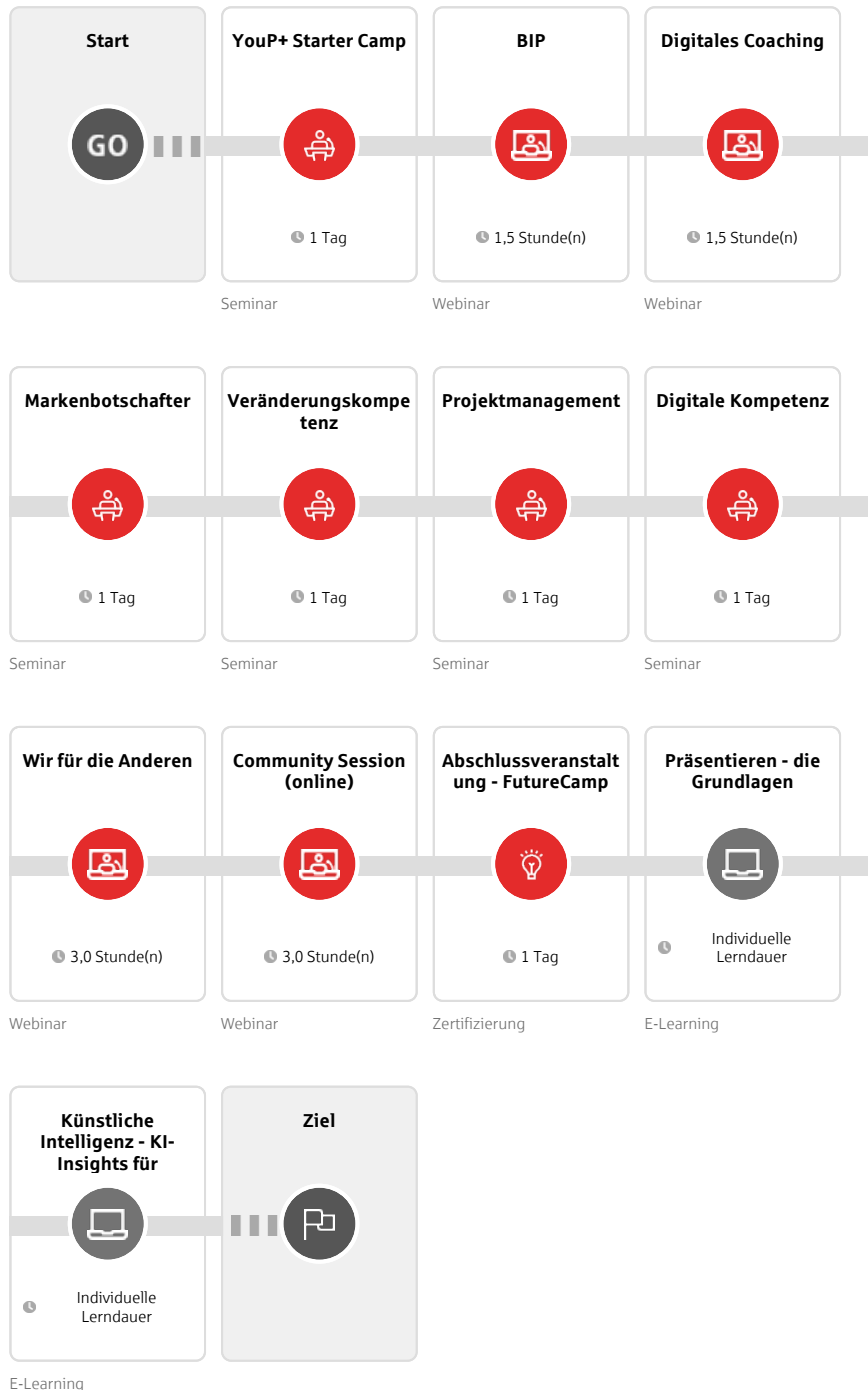 Start
YouP+ Starter Camp
BIP
Digitales Coaching
GO
1 Tag
1,5 Stunde(n)
1,5 Stunde(n)
Seminar
Webinar
Webinar
Markenbotschafter
Veränderungskompe
tenz
Projektmanagement
Digitale Kompetenz
1 Tag
1 Tag
1 Tag
1 Tag
Seminar
Seminar
Seminar
Seminar
Wir für die Anderen
Community Session
(online)
Abschlussveranstalt
ung - FutureCamp
Präsentieren - die
Grundlagen
3,0 Stunde(n)
3,0 Stunde(n)
1 Tag
Individuelle
Lerndauer
Webinar
Webinar
Zertifizierung
E-Learning
Künstliche
Intelligenz - KI-
Insights für
Ziel
Individuelle
Lerndauer
E-Learning